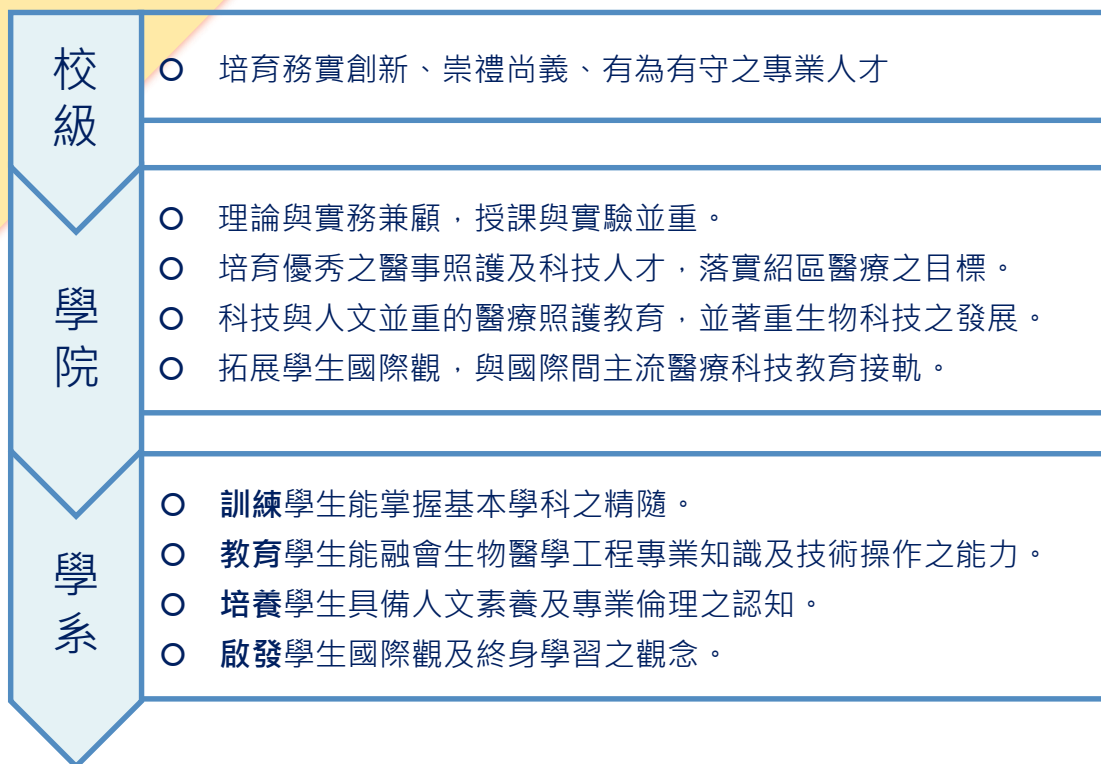 校級
培育務實創新、崇禮尚義、有為有守之專業人才
學院
理論與實務兼顧，授課與實驗並重。
培育優秀之醫事照護及科技人才，落實紹區醫療之目標。
科技與人文並重的醫療照護教育，並著重生物科技之發展。
拓展學生國際觀，與國際間主流醫療科技教育接軌。
學系
訓練學生能掌握基本學科之精隨。
教育學生能融會生物醫學工程專業知識及技術操作之能力。
培養學生具備人文素養及專業倫理之認知。
啟發學生國際觀及終身學習之觀念。